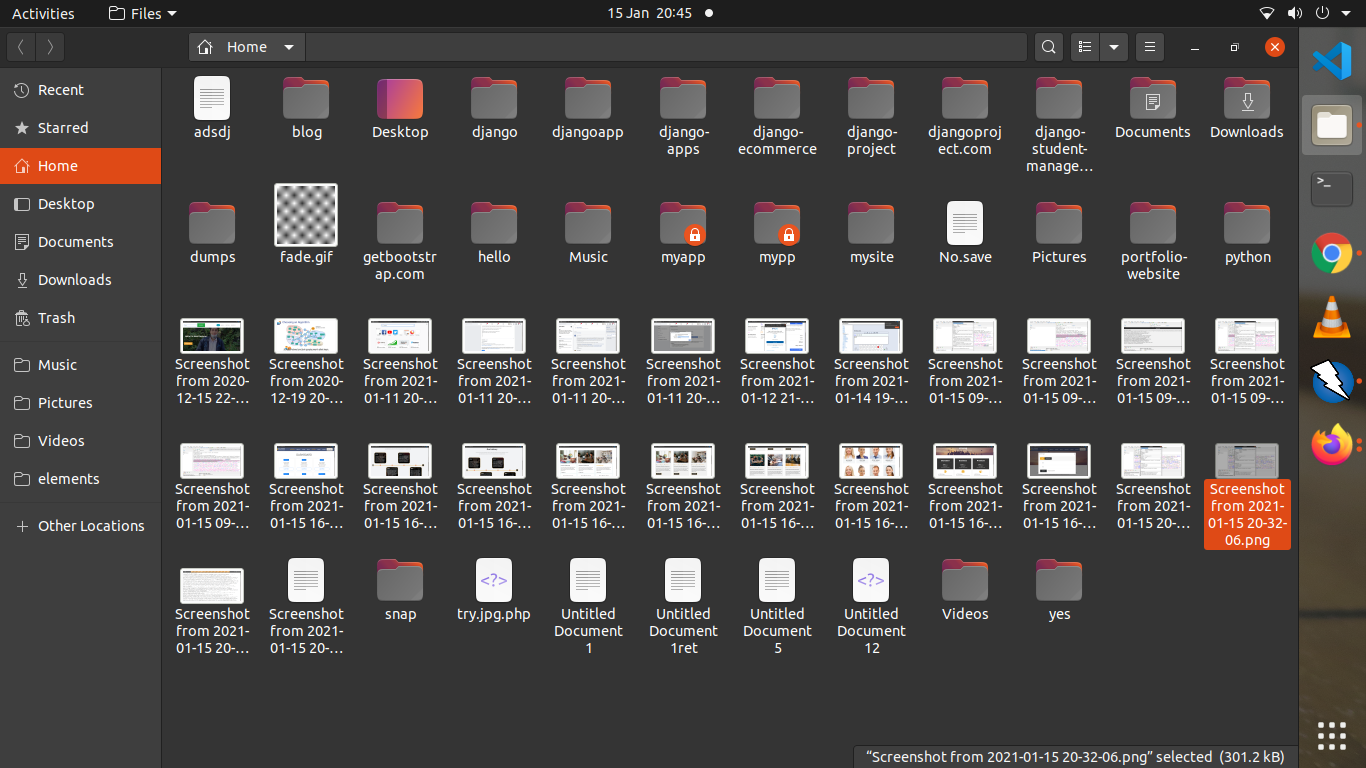 Activities
Files
15 Jan 20:45
Home
Recent
Starred
Home
Desktop
Documents
Downloads
Trash
Music
Pictures
Videos
elements
Other Locations
adsdj
blog
Desktop
django
djangoapp
django-
apps
django-
ecommerce
django-
project
djangoproj
ect.com
django-
student-
manage…
Documents
Downloads
dumps
fade.gif
getbootstr
ap.com
hello
Music
myapp
mypp
mysite
No.save
Pictures
portfolio-
website
python
Screenshot
from 2020-
12-15 22-…
Screenshot
from 2020-
12-19 20-…
Screenshot
from 2021-
01-11 20-…
Screenshot
from 2021-
01-11 20-…
Screenshot
from 2021-
01-11 20-…
Screenshot
from 2021-
01-11 20-…
Screenshot
from 2021-
01-12 21-…
Screenshot
from 2021-
01-14 19-…
Screenshot
from 2021-
01-15 09-…
Screenshot
from 2021-
01-15 09-…
Screenshot
from 2021-
01-15 09-…
Screenshot
from 2021-
01-15 09-…
Screenshot
from 2021-
01-15 09-…
Screenshot
from 2021-
01-15 16-…
Screenshot
from 2021-
01-15 16-…
Screenshot
from 2021-
01-15 16-…
Screenshot
from 2021-
01-15 16-…
Screenshot
from 2021-
01-15 16-…
Screenshot
from 2021-
01-15 16-…
Screenshot
from 2021-
01-15 16-…
Screenshot
from 2021-
01-15 16-…
Screenshot
from 2021-
01-15 16-…
Screenshot
from 2021-
01-15 20-…
Screenshot
from 2021-
01-15 20-32-
06.png
Screenshot
from 2021-
01-15 20-…
Screenshot
from 2021-
01-15 20-…
snap
<?>
try.jpg.php
Untitled
Document
1
Untitled
Document
1ret
Untitled
Document
5
<?>
Untitled
Document
12
Videos
yes
>_
“Screenshot from 2021-01-15 20-32-06.png” selected (301.2 kB)